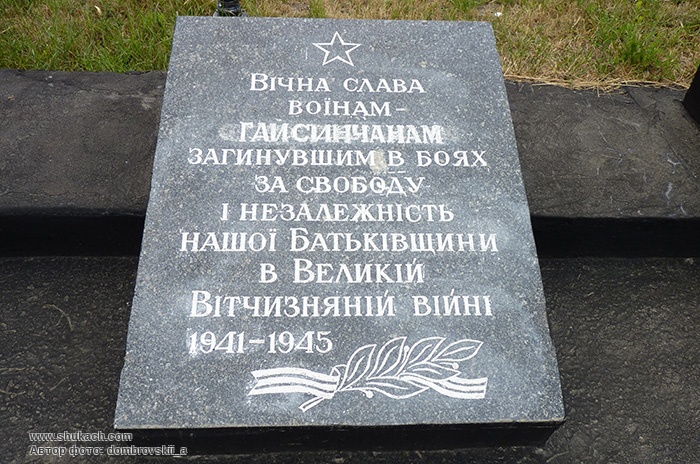 Вічна слава
воїнам-
гайсинчанам
загинувшим в боях
за свободу
і незалежність
нашої Батьківщини
в Великій
Вітчизняній війні
1941-1945
www.shukach.com
Автор фото: dombrovskii_a